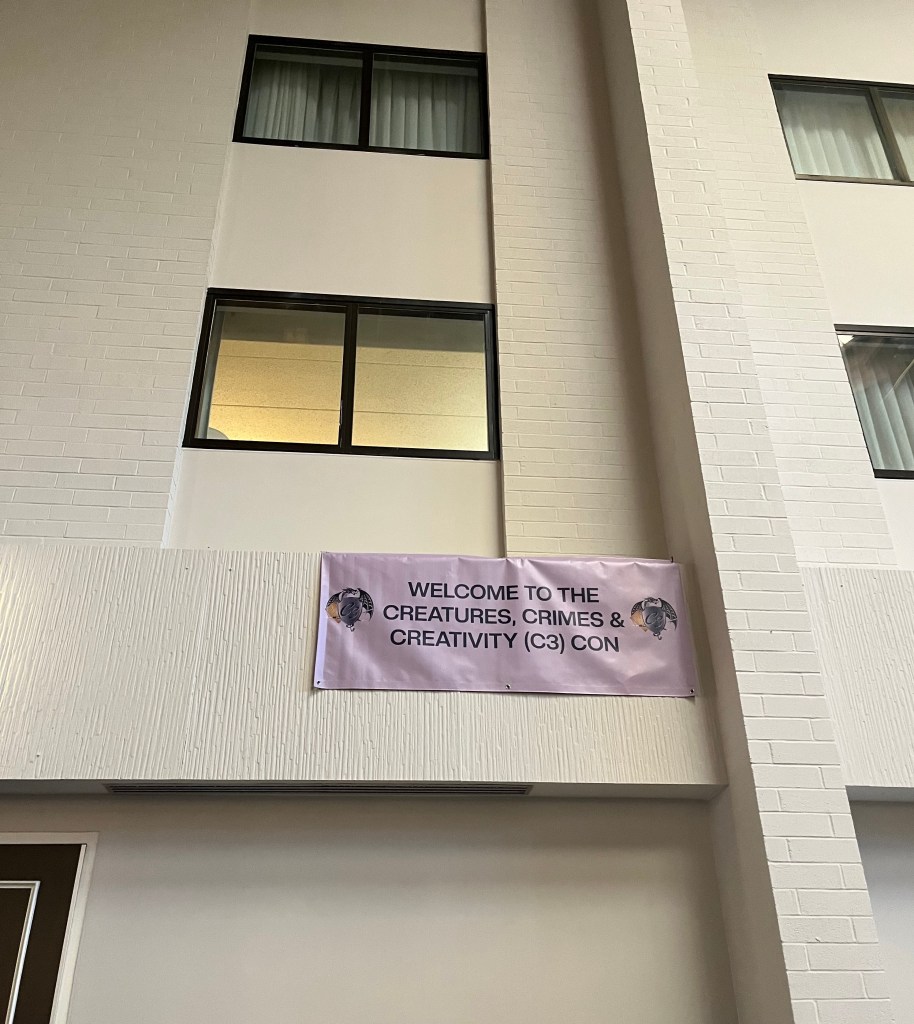 WELCOME TO THE
CREATURES, CRIMES &
CREATIVITY (C3) CON